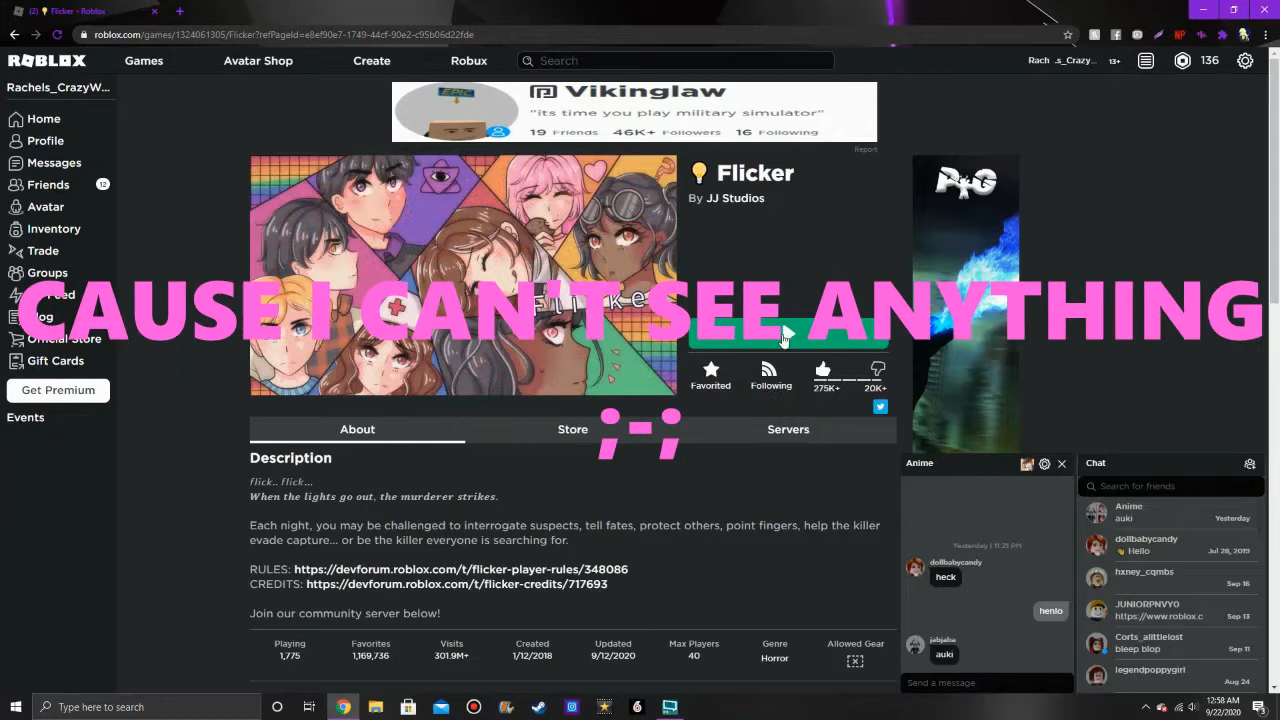 Flicker - Roblox
roblox.com/games/1324061305/Flicker?refPageId=e8ef90e7-1749-44cf-90e2-c95b06d22fde
ROBLOX
Games
Avatar Shop
Create
Robux
Search
Rach .s_Crazy...
13+
136
Rachels_CrazyW...
Home
Profile
Messages
Friends
12
Avatar
Inventory
Trade
Groups
Official Store
Gift Cards
Get Premium
Events
EPIC
Vikinglaw
"its time you play military simulator"
19 Friends 46K+ Followers 16 Following
Report
Flicker
By JJ Studios
CAUSE I CAN'T SEE ANYTHING
;-;
Favorited
Following
275K+
20K+
About
Store
Servers
Description
flick.. flick...
When the lights go out, the murderer strikes.
Each night, you may be challenged to interrogate suspects, tell fates, protect others, point fingers, help the killer
evade capture... or be the killer everyone is searching for.
RULES: https://devforum.roblox.com/t/flicker-player-rules/348086
CREDITS: https://devforum.roblox.com/t/flicker-credits/717693
Join our community server below!
Playing Favorites Visits Created Updated Max Players Genre Allowed Gear
1,775 1,169,736 301.9M+ 1/12/2018 9/12/2020 40 Horror
Anime
Yesterday | 11:21 PM
dollbabycandy
heck
henlo
jabjaba
auki
Send a message
Chat
Search for friends
Anime
auki Yesterday
dollbabycandy
👋 Hello Jul 28, 2019
hxney_cqmbs
Sep 16
JUNIORPNVY0
https://www.roblox.c Sep 13
Corts_alittlelost
bleep blop Sep 11
legendpoppygirl
Aug 24
Type here to search
12:58 AM
9/22/2020